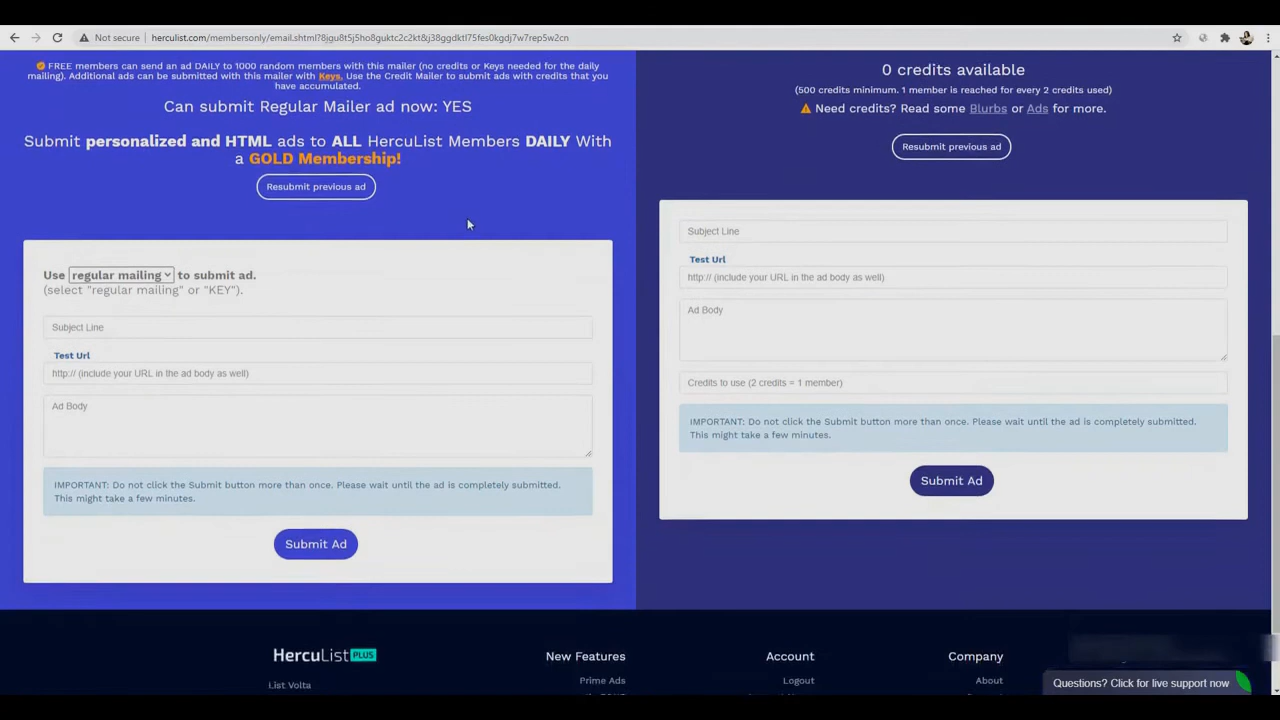 Not secure
herculist.com/membersonly/email.shtml?8jgu8t5j5ho8guktc2c2kt&j38ggdktl75fes0kgdj7w7rep5w2cn
FREE members can send an ad DAILY to 1000 random members with this mailer (no credits or Keys needed for the daily
mailing). Additional ads can be submitted with this mailer with Keys. Use the Credit Mailer to submit ads with credits that you
have accumulated.
Can submit Regular Mailer ad now: YES
Submit personalized and HTML ads to ALL HercuList Members DAILY With
a GOLD Membership!
Resubmit previous ad
Use regular mailing to submit ad.
(select "regular mailing" or "KEY").
Subject Line
Test Url
http:// (include your URL in the ad body as well)
Ad Body
IMPORTANT: Do not click the Submit button more than once. Please wait until the ad is completely submitted.
This might take a few minutes.
Submit Ad
0 credits available
(500 credits minimum. 1 member is reached for every 2 credits used)
Need credits? Read some Blurbs or Ads for more.
Resubmit previous ad
Subject Line
Test Url
http:// (include your URL in the ad body as well)
Ad Body
Credits to use (2 credits = 1 member)
IMPORTANT: Do not click the Submit button more than once. Please wait until the ad is completely submitted.
This might take a few minutes.
Submit Ad
HercuList PLUS
List Volta
New Features
Prime Ads
Account
Logout
Company
About
Questions? Click for live support now